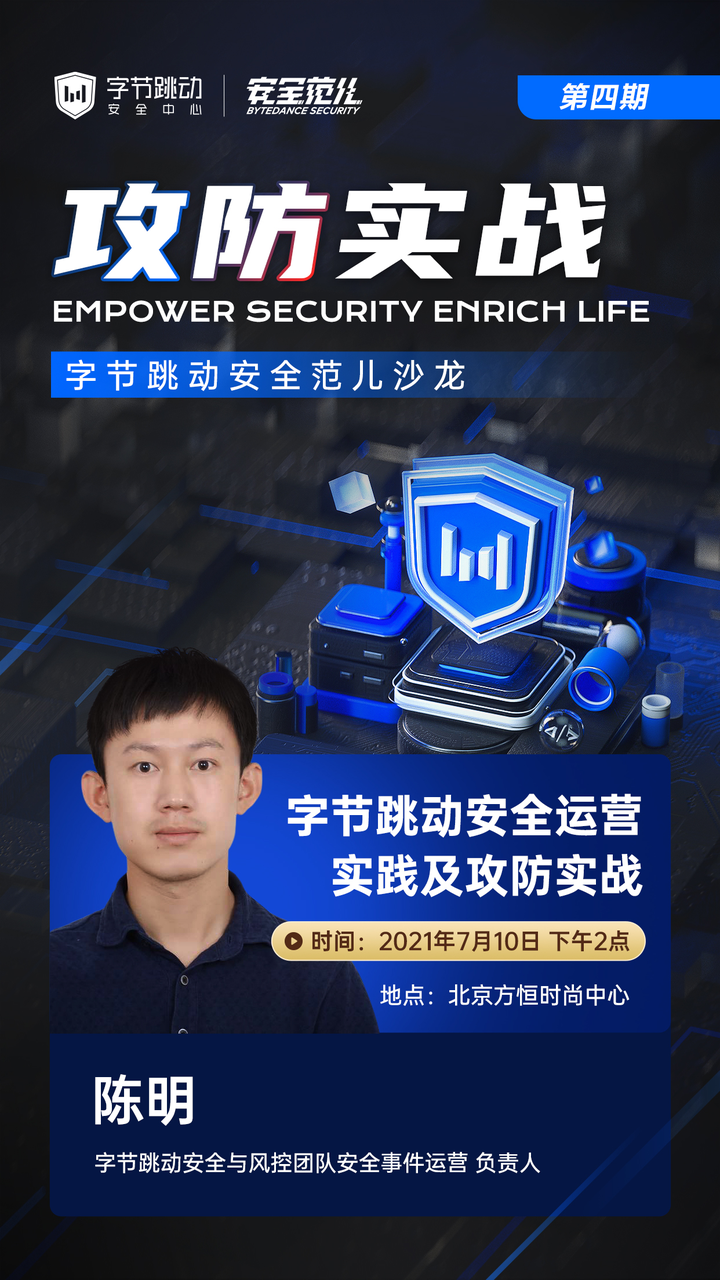 字节跳动
安全中心
安全范儿
BYTEDANCE SECURITY
第四期
攻防实战
EMPOWER SECURITY ENRICH LIFE
字节跳动安全范儿沙龙
</>
字节跳动安全运营
实践及攻防实战
时间：2021年7月10日 下午2点
地点：北京方恒时尚中心
陈明
字节跳动安全与风控团队安全事件运营 负责人